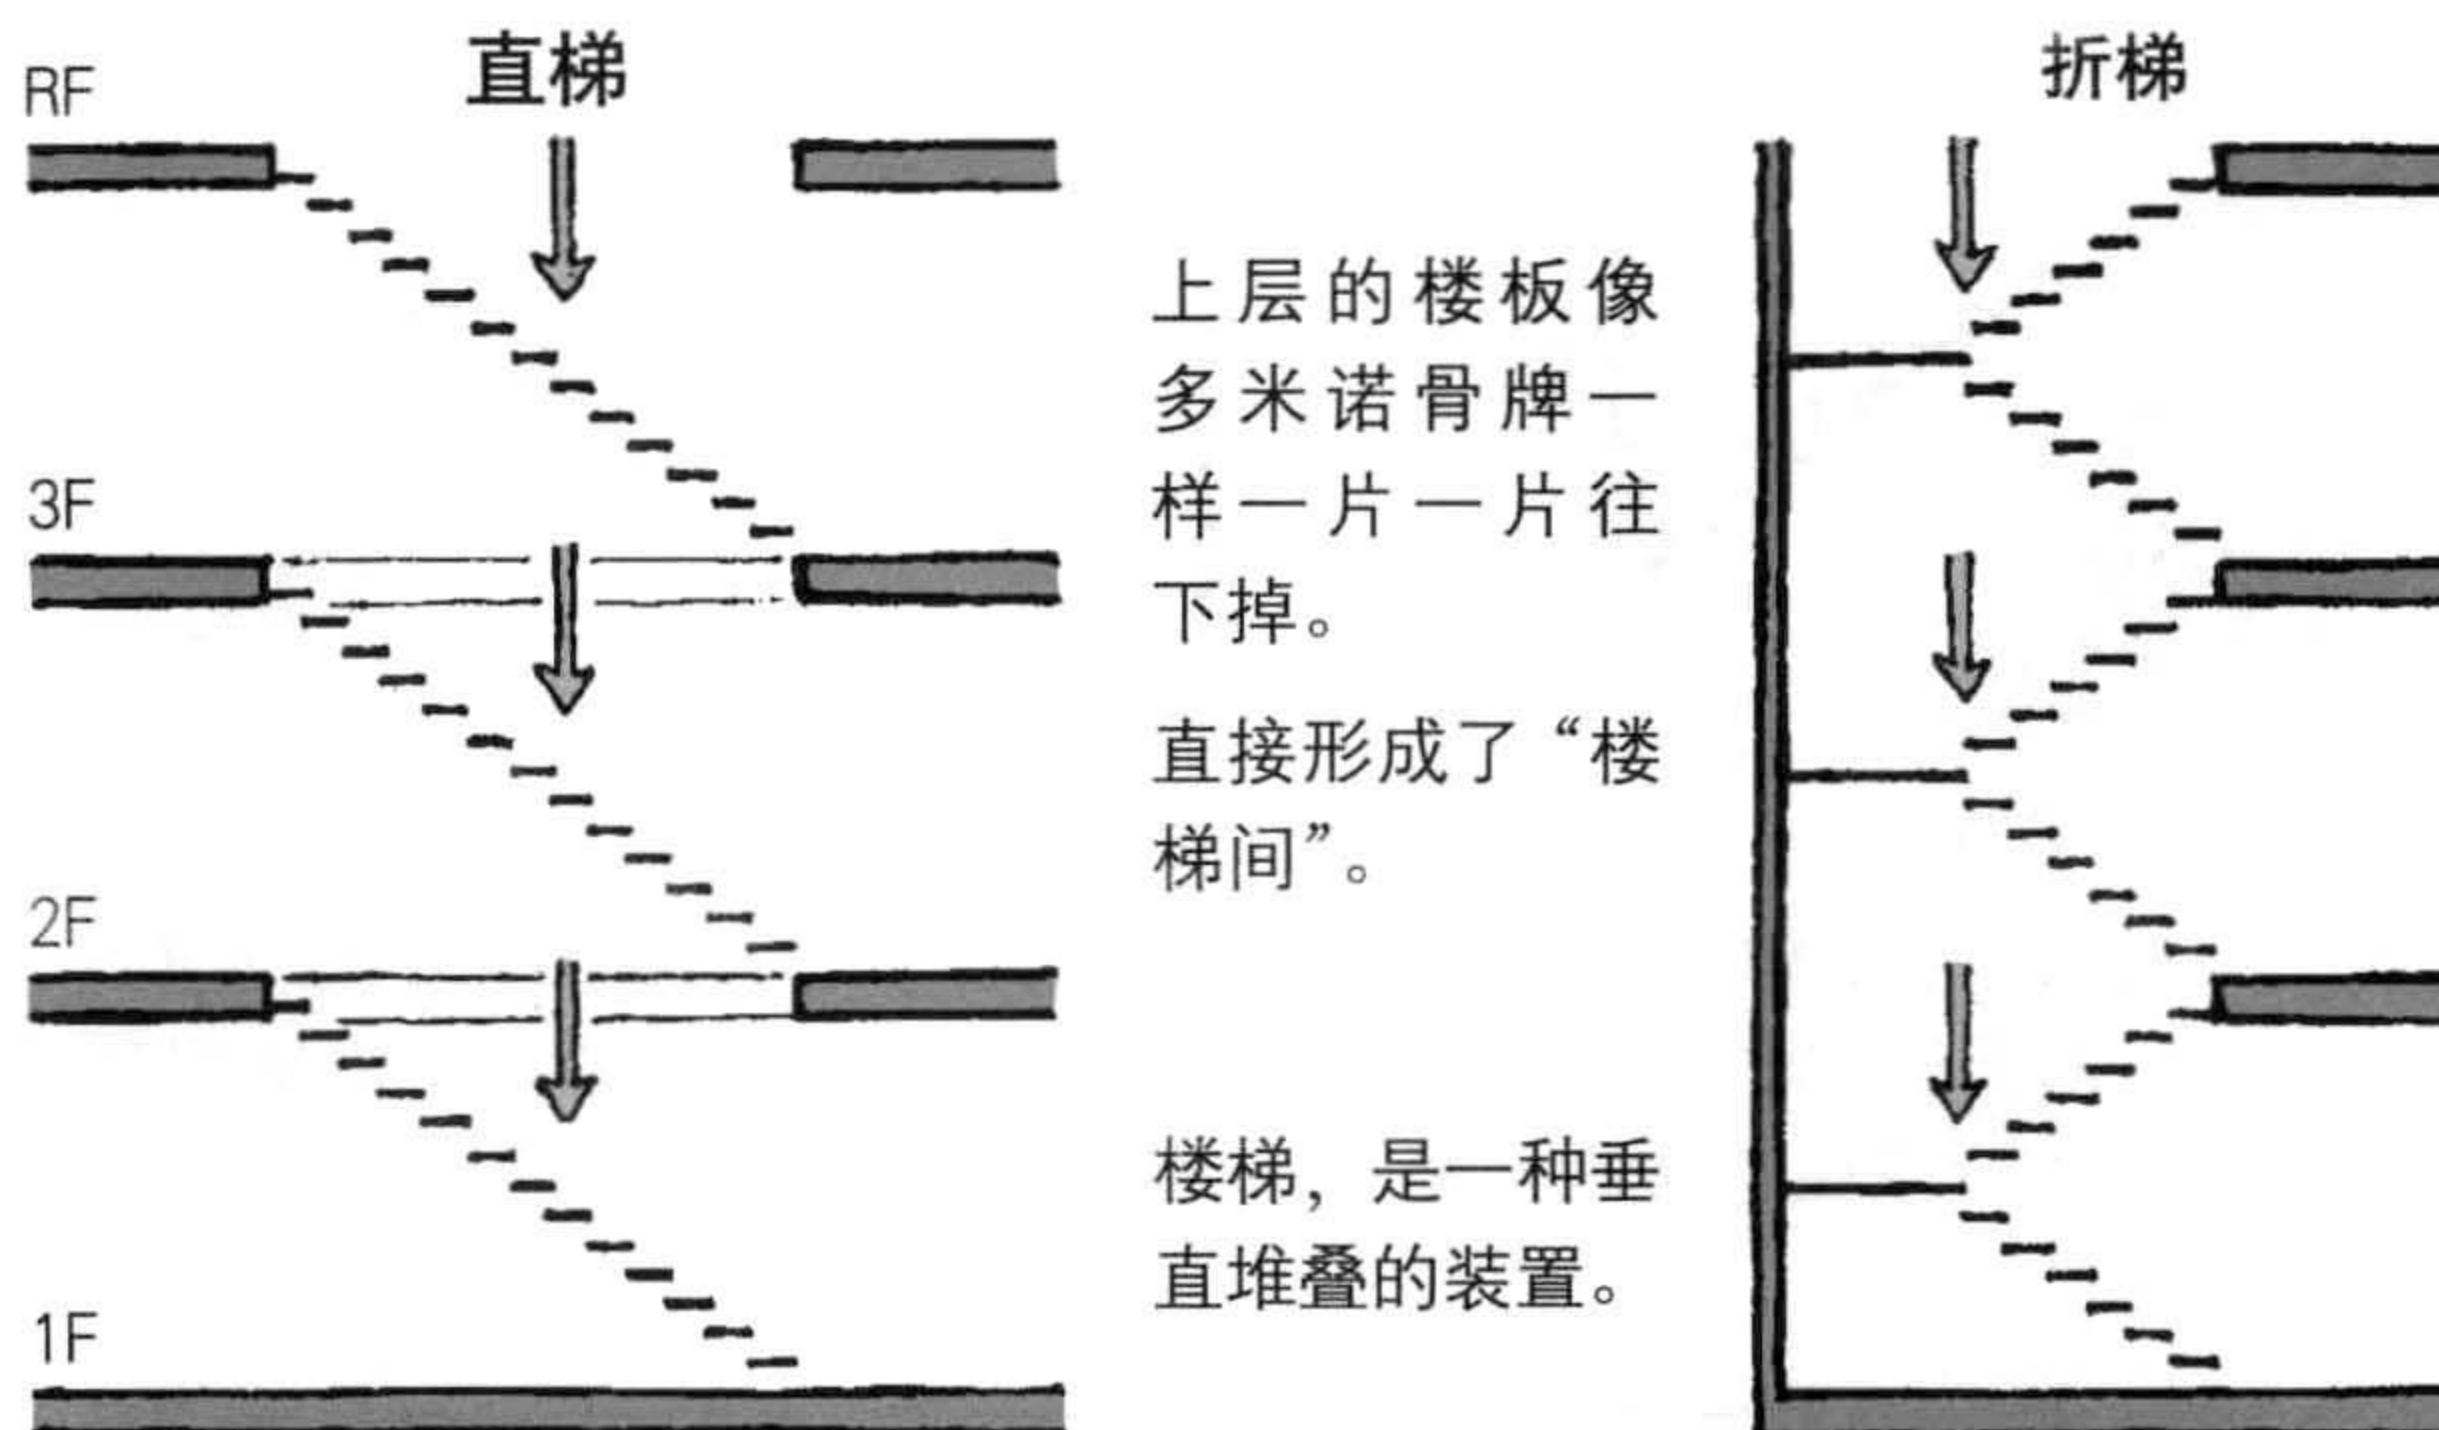 直梯
折梯
RF
3F
2F
1F
上层的楼板像
多米诺骨牌一
样一片一片往
下掉。
直接形成了“楼
梯间”。
楼梯，是一种垂
直堆叠的装置。